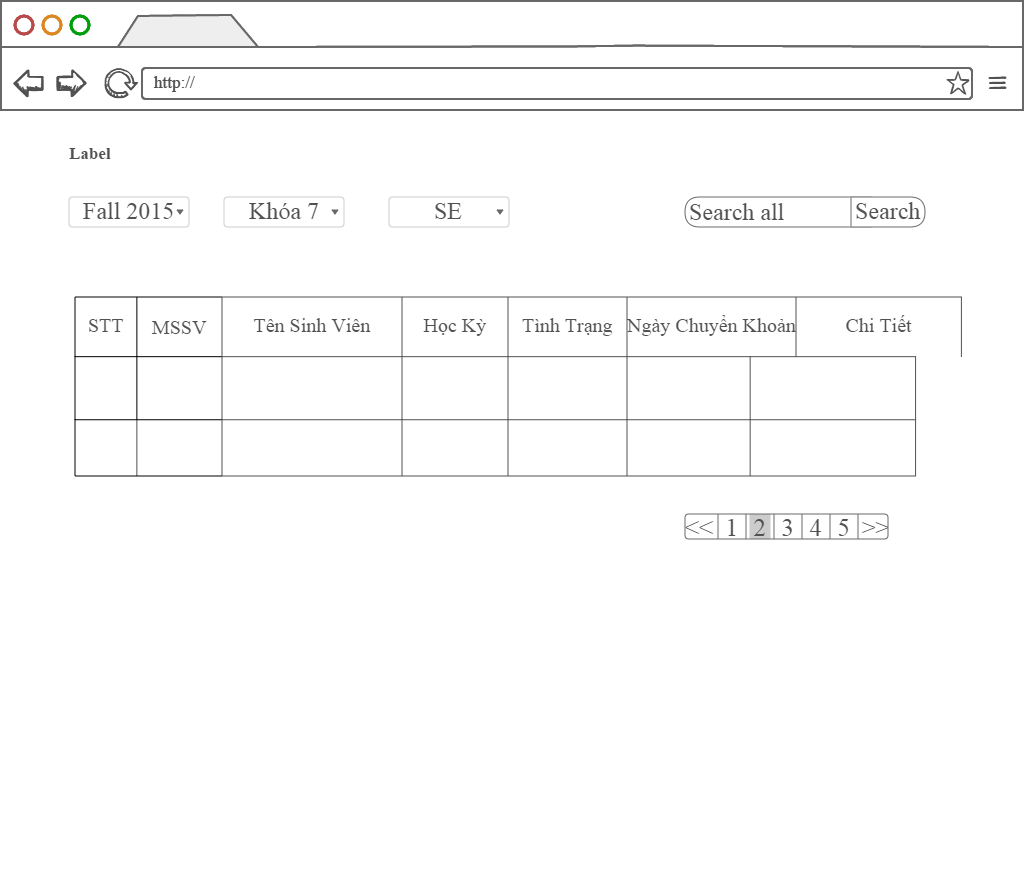 http://
Label
Fall 2015 Khóa 7 SE Search all Search
STT MSSV Tên Sinh Viên Học Kỳ Tình Trạng Ngày Chuyển Khoản Chi Tiết
<< 1 2 3 4 5 >>